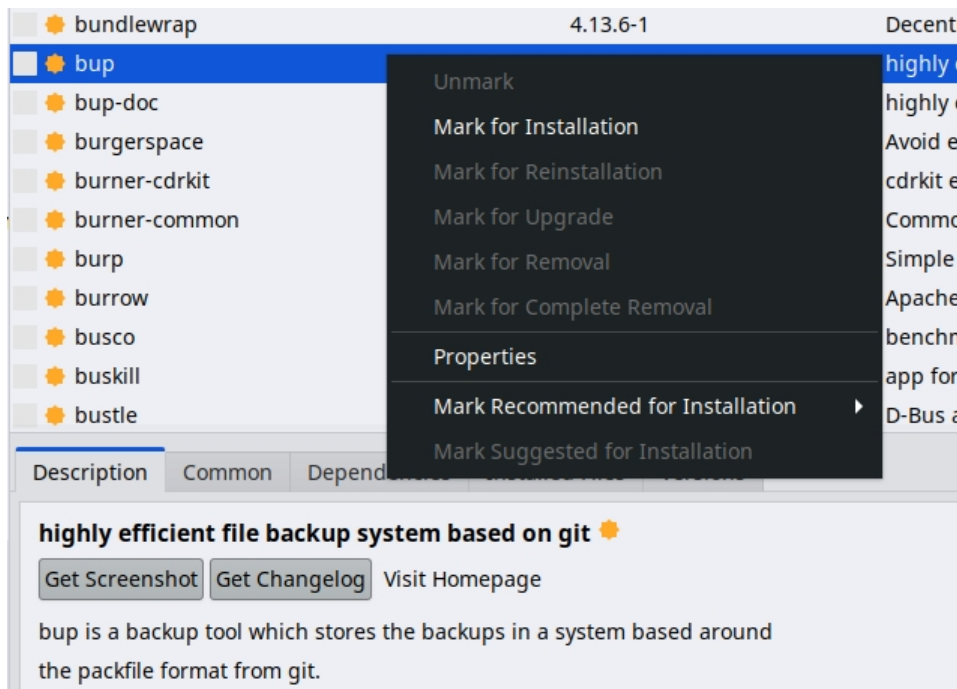 bundlewrap 4.13.6-1 Decent
bup highly
bup-doc highly
burgerspace Avoid e
burner-cdrkit cdrkit e
burner-common Commo
burp Simple
burrow Apache
busco benchm
buskill app for
bustle D-Bus a
Unmark
Mark for Installation
Mark for Reinstallation
Mark for Upgrade
Mark for Removal
Mark for Complete Removal
Properties
Mark Recommended for Installation
Mark Suggested for Installation
Description Common Dependencies Installed Files Versions
highly efficient file backup system based on git
Get Screenshot Get Changelog Visit Homepage
bup is a backup tool which stores the backups in a system based around
the packfile format from git.